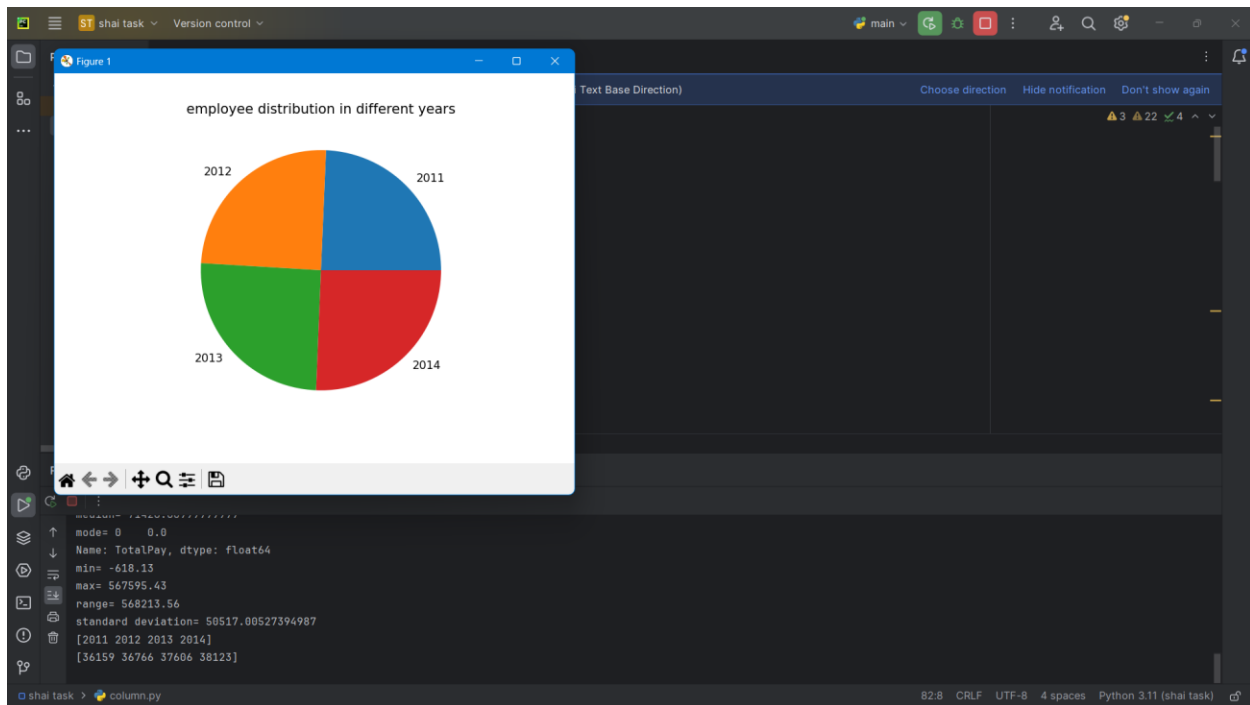 ST shai task Version control main
Figure 1
Text Base Direction) Choose direction Hide notification Don't show again
3 22 4
employee distribution in different years
2012
2011
2013
2014
mode= 0    0.0
Name: TotalPay, dtype: float64
min= -618.13
max= 567595.43
range= 568213.56
standard deviation= 50517.00527394987
[2011 2012 2013 2014]
[36159 36766 37606 38123]
shai task > column.py 82:8 CRLF UTF-8 4 spaces Python 3.11 (shai task)